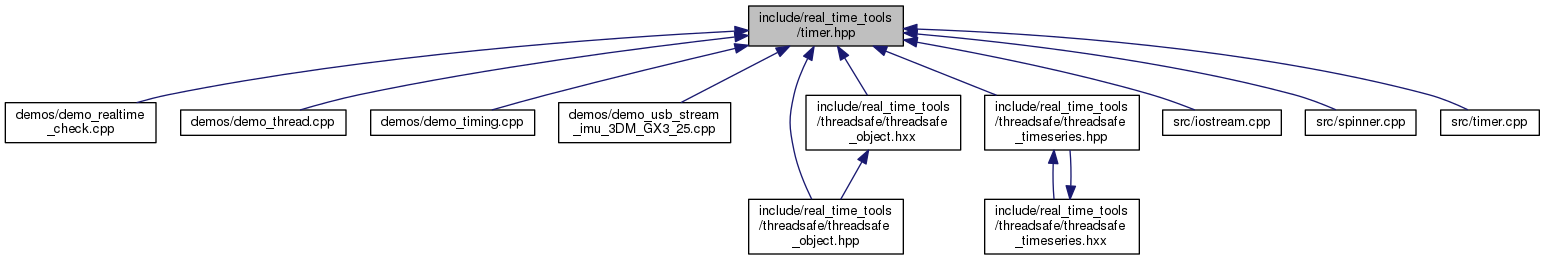 include/real_time_tools
/timer.hpp
demos/demo_realtime
_check.cpp
demos/demo_thread.cpp
demos/demo_timing.cpp
demos/demo_usb_stream
_imu_3DM_GX3_25.cpp
include/real_time_tools
/threadsafe/threadsafe
_object.hxx
include/real_time_tools
/threadsafe/threadsafe
_timeseries.hpp
src/iostream.cpp
src/spinner.cpp
src/timer.cpp
include/real_time_tools
/threadsafe/threadsafe
_object.hpp
include/real_time_tools
/threadsafe/threadsafe
_timeseries.hxx